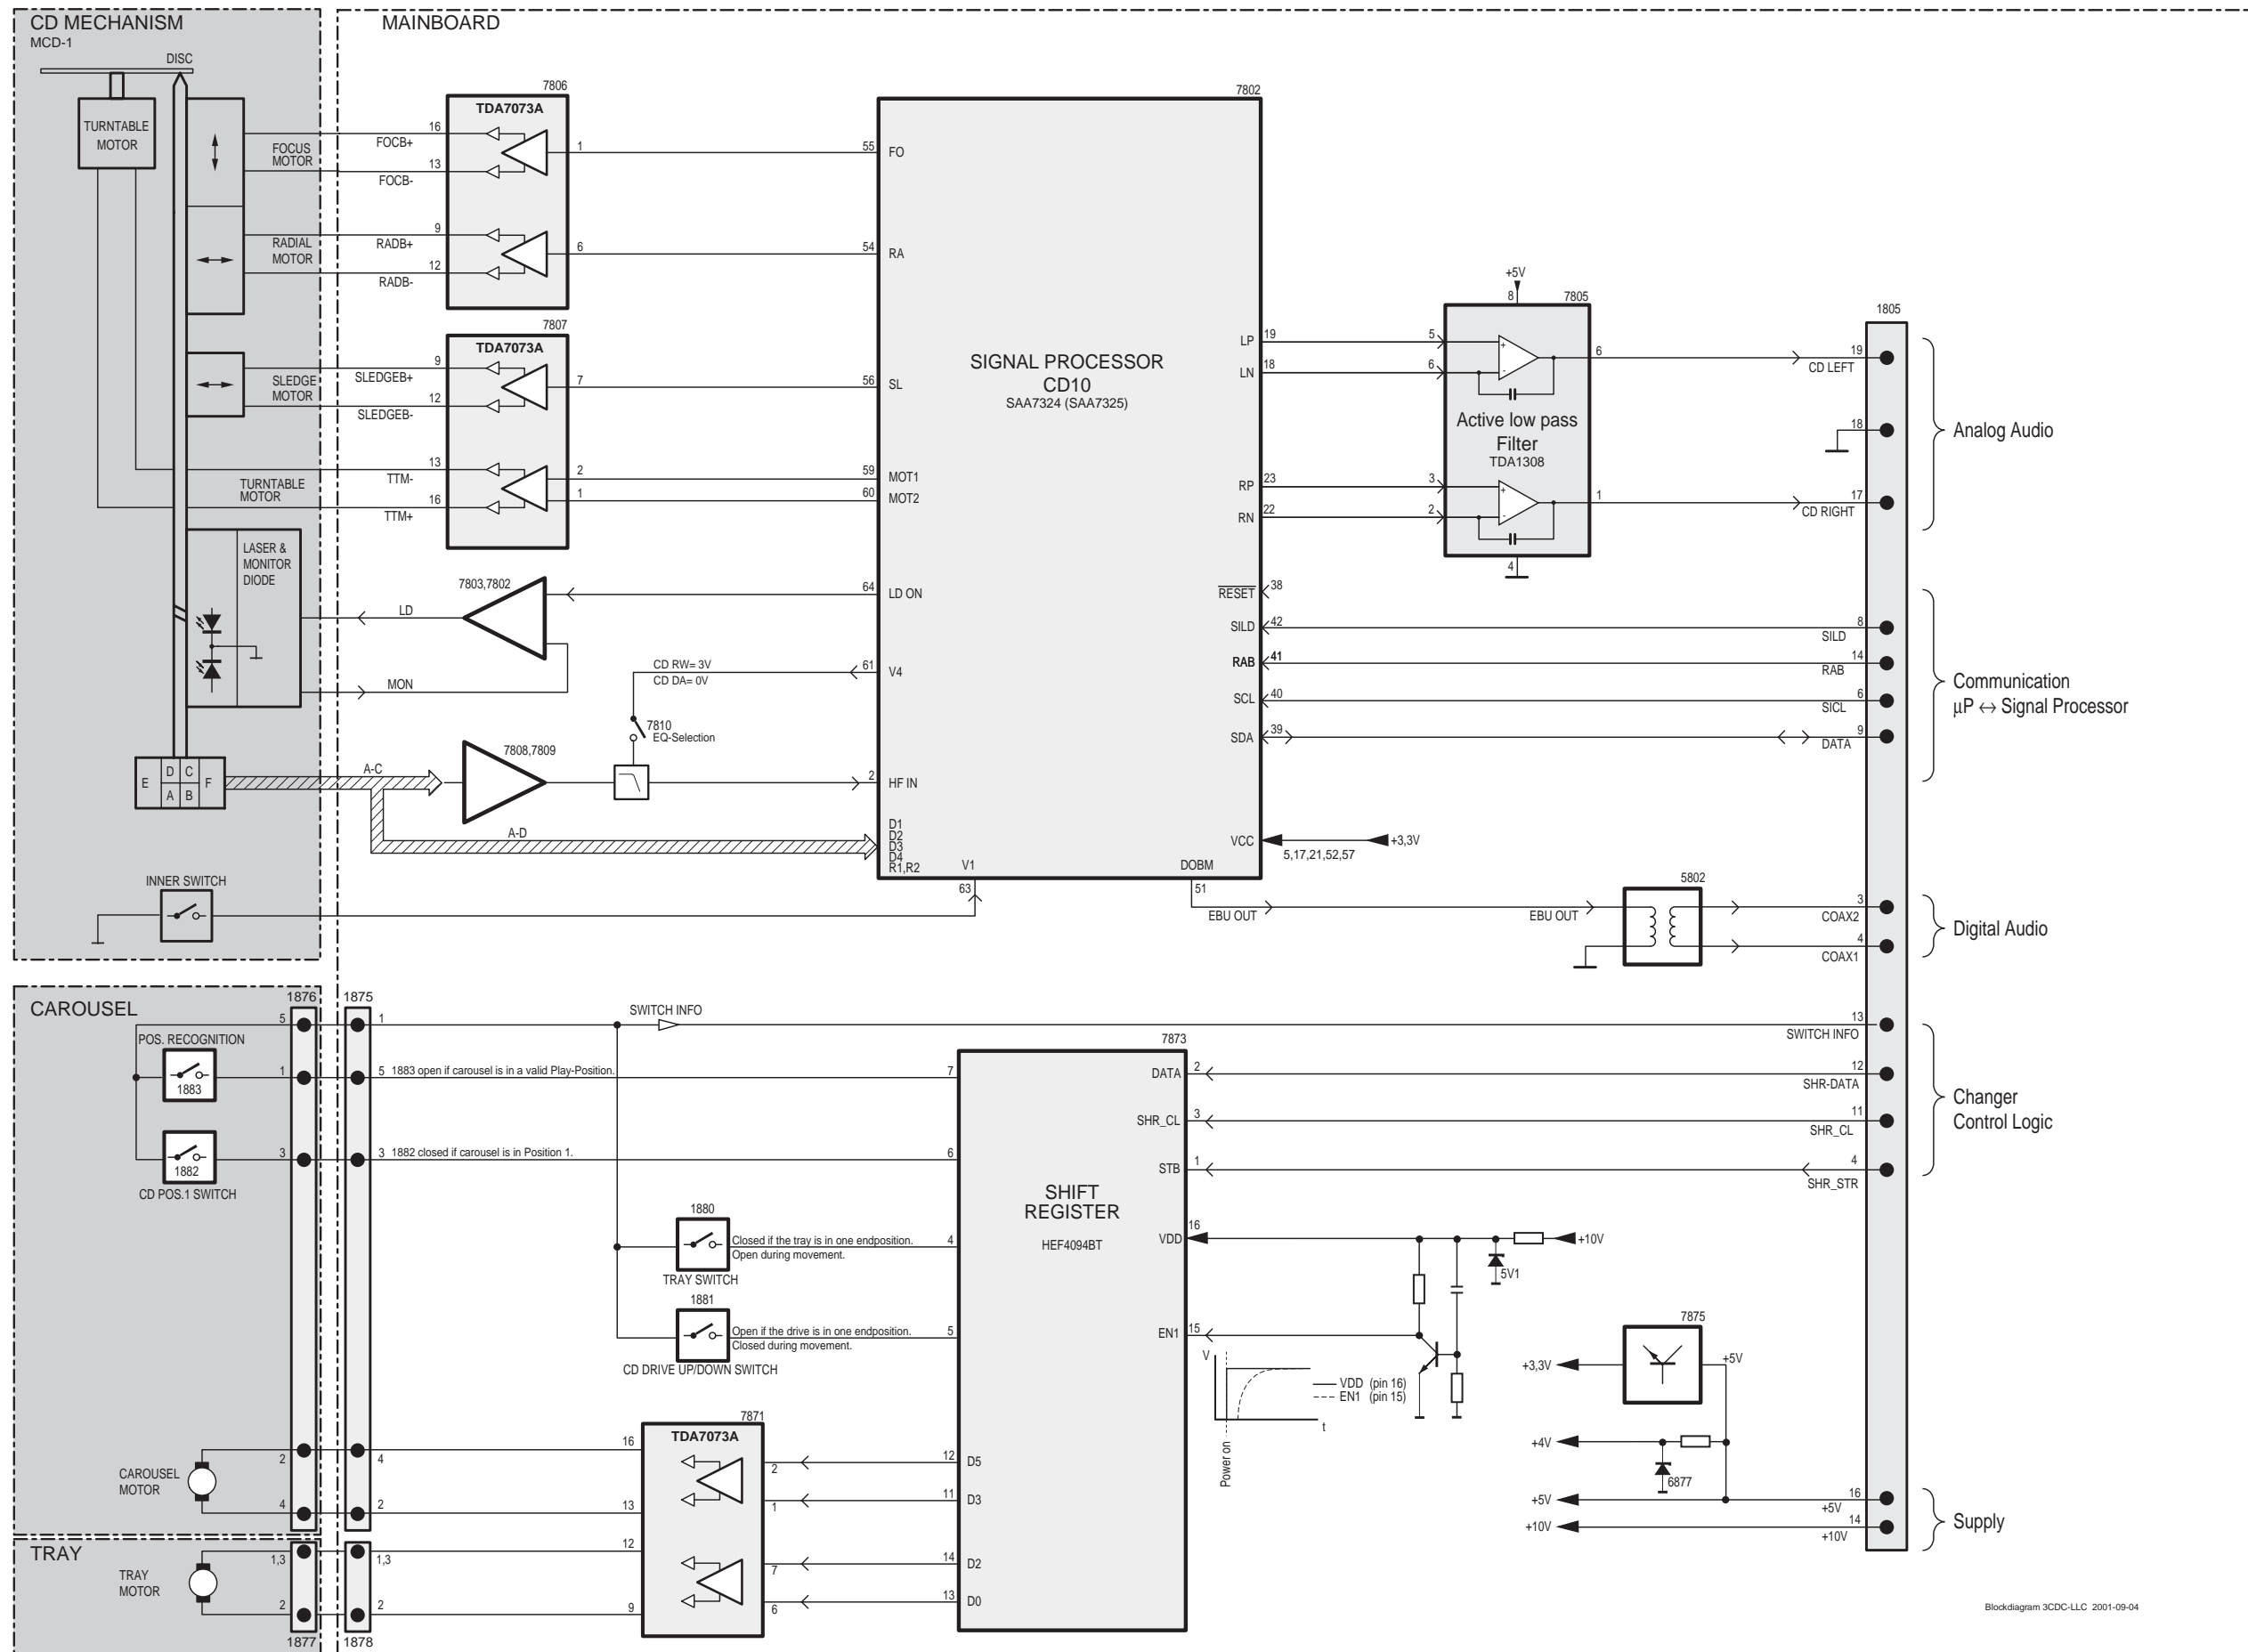 CD MECHANISM
MCD-1
MAINBOARD
DISC
TURNTABLE
MOTOR
FOCUS
MOTOR
RADIAL
MOTOR
SLEDGE
MOTOR
TURNTABLE
MOTOR
LASER &
MONITOR
DIODE
E
D C
A B
F
INNER SWITCH
7806
TDA7073A
16
FOCB+
13
FOCB-
9
RADB+
12
RADB-
1
6
7807
TDA7073A
9
SLEDGEB+
12
SLEDGEB-
13
TTM-
16
TTM+
7
2
1
7803,7802
LD
MON
CD RW= 3V
CD DA= 0V
7810
EQ-Selection
7808,7809
A-C
A-D
7802
SIGNAL PROCESSOR
CD10
SAA7324 (SAA7325)
55 FO
54 RA
56 SL
59 MOT1
60 MOT2
64 LD ON
61 V4
2 HF IN
D1
D2
D3
D4
R1,R2
V1
63
DOBM
51
LP 19
LN 18
RP 23
RN 22
RESET 38
SILD 42
RAB 41
SCL 40
SDA 39
VCC
5,17,21,52,57
+3,3V
+5V
8
7805
5
6
6
+
-
Active low pass
Filter
TDA1308
3
2
1
+
-
4
EBU OUT
EBU OUT
5802
1805
19
CD LEFT
18
17
CD RIGHT
Analog Audio
8
SILD
14
RAB
6
SICL
9
DATA
Communication
µP ↔ Signal Processor
3
COAX2
4
COAX1
Digital Audio
13
SWITCH INFO
12
SHR-DATA
11
SHR_CL
4
SHR_STR
Changer
Control Logic
16
+5V
14
+10V
Supply
CAROUSEL
1876
1875
5
1
SWITCH INFO
POS. RECOGNITION
1883
1
5 1883 open if carousel is in a valid Play-Position.
7
1882
CD POS.1 SWITCH
3
3 1882 closed if carousel is in Position 1.
6
1880
Closed if the tray is in one endposition.
Open during movement.
4
TRAY SWITCH
1881
Open if the drive is in one endposition.
Closed during movement.
5
CD DRIVE UP/DOWN SWITCH
7873
SHIFT
REGISTER
HEF4094BT
DATA 2
SHR_CL 3
STB 1
VDD 16
EN1 15
+10V
5V1
V
t
Power on
VDD (pin 16)
EN1 (pin 15)
7875
+3,3V
+5V
+4V
6877
+5V
+10V
CAROUSEL
MOTOR
2
4
4
2
7871
TDA7073A
16
13
12
9
2
1
7
6
12 D5
11 D3
14 D2
13 D0
TRAY
TRAY
MOTOR
1,3
1,3
2
2
1877
1878
Blockdiagram 3CDC-LLC 2001-09-04